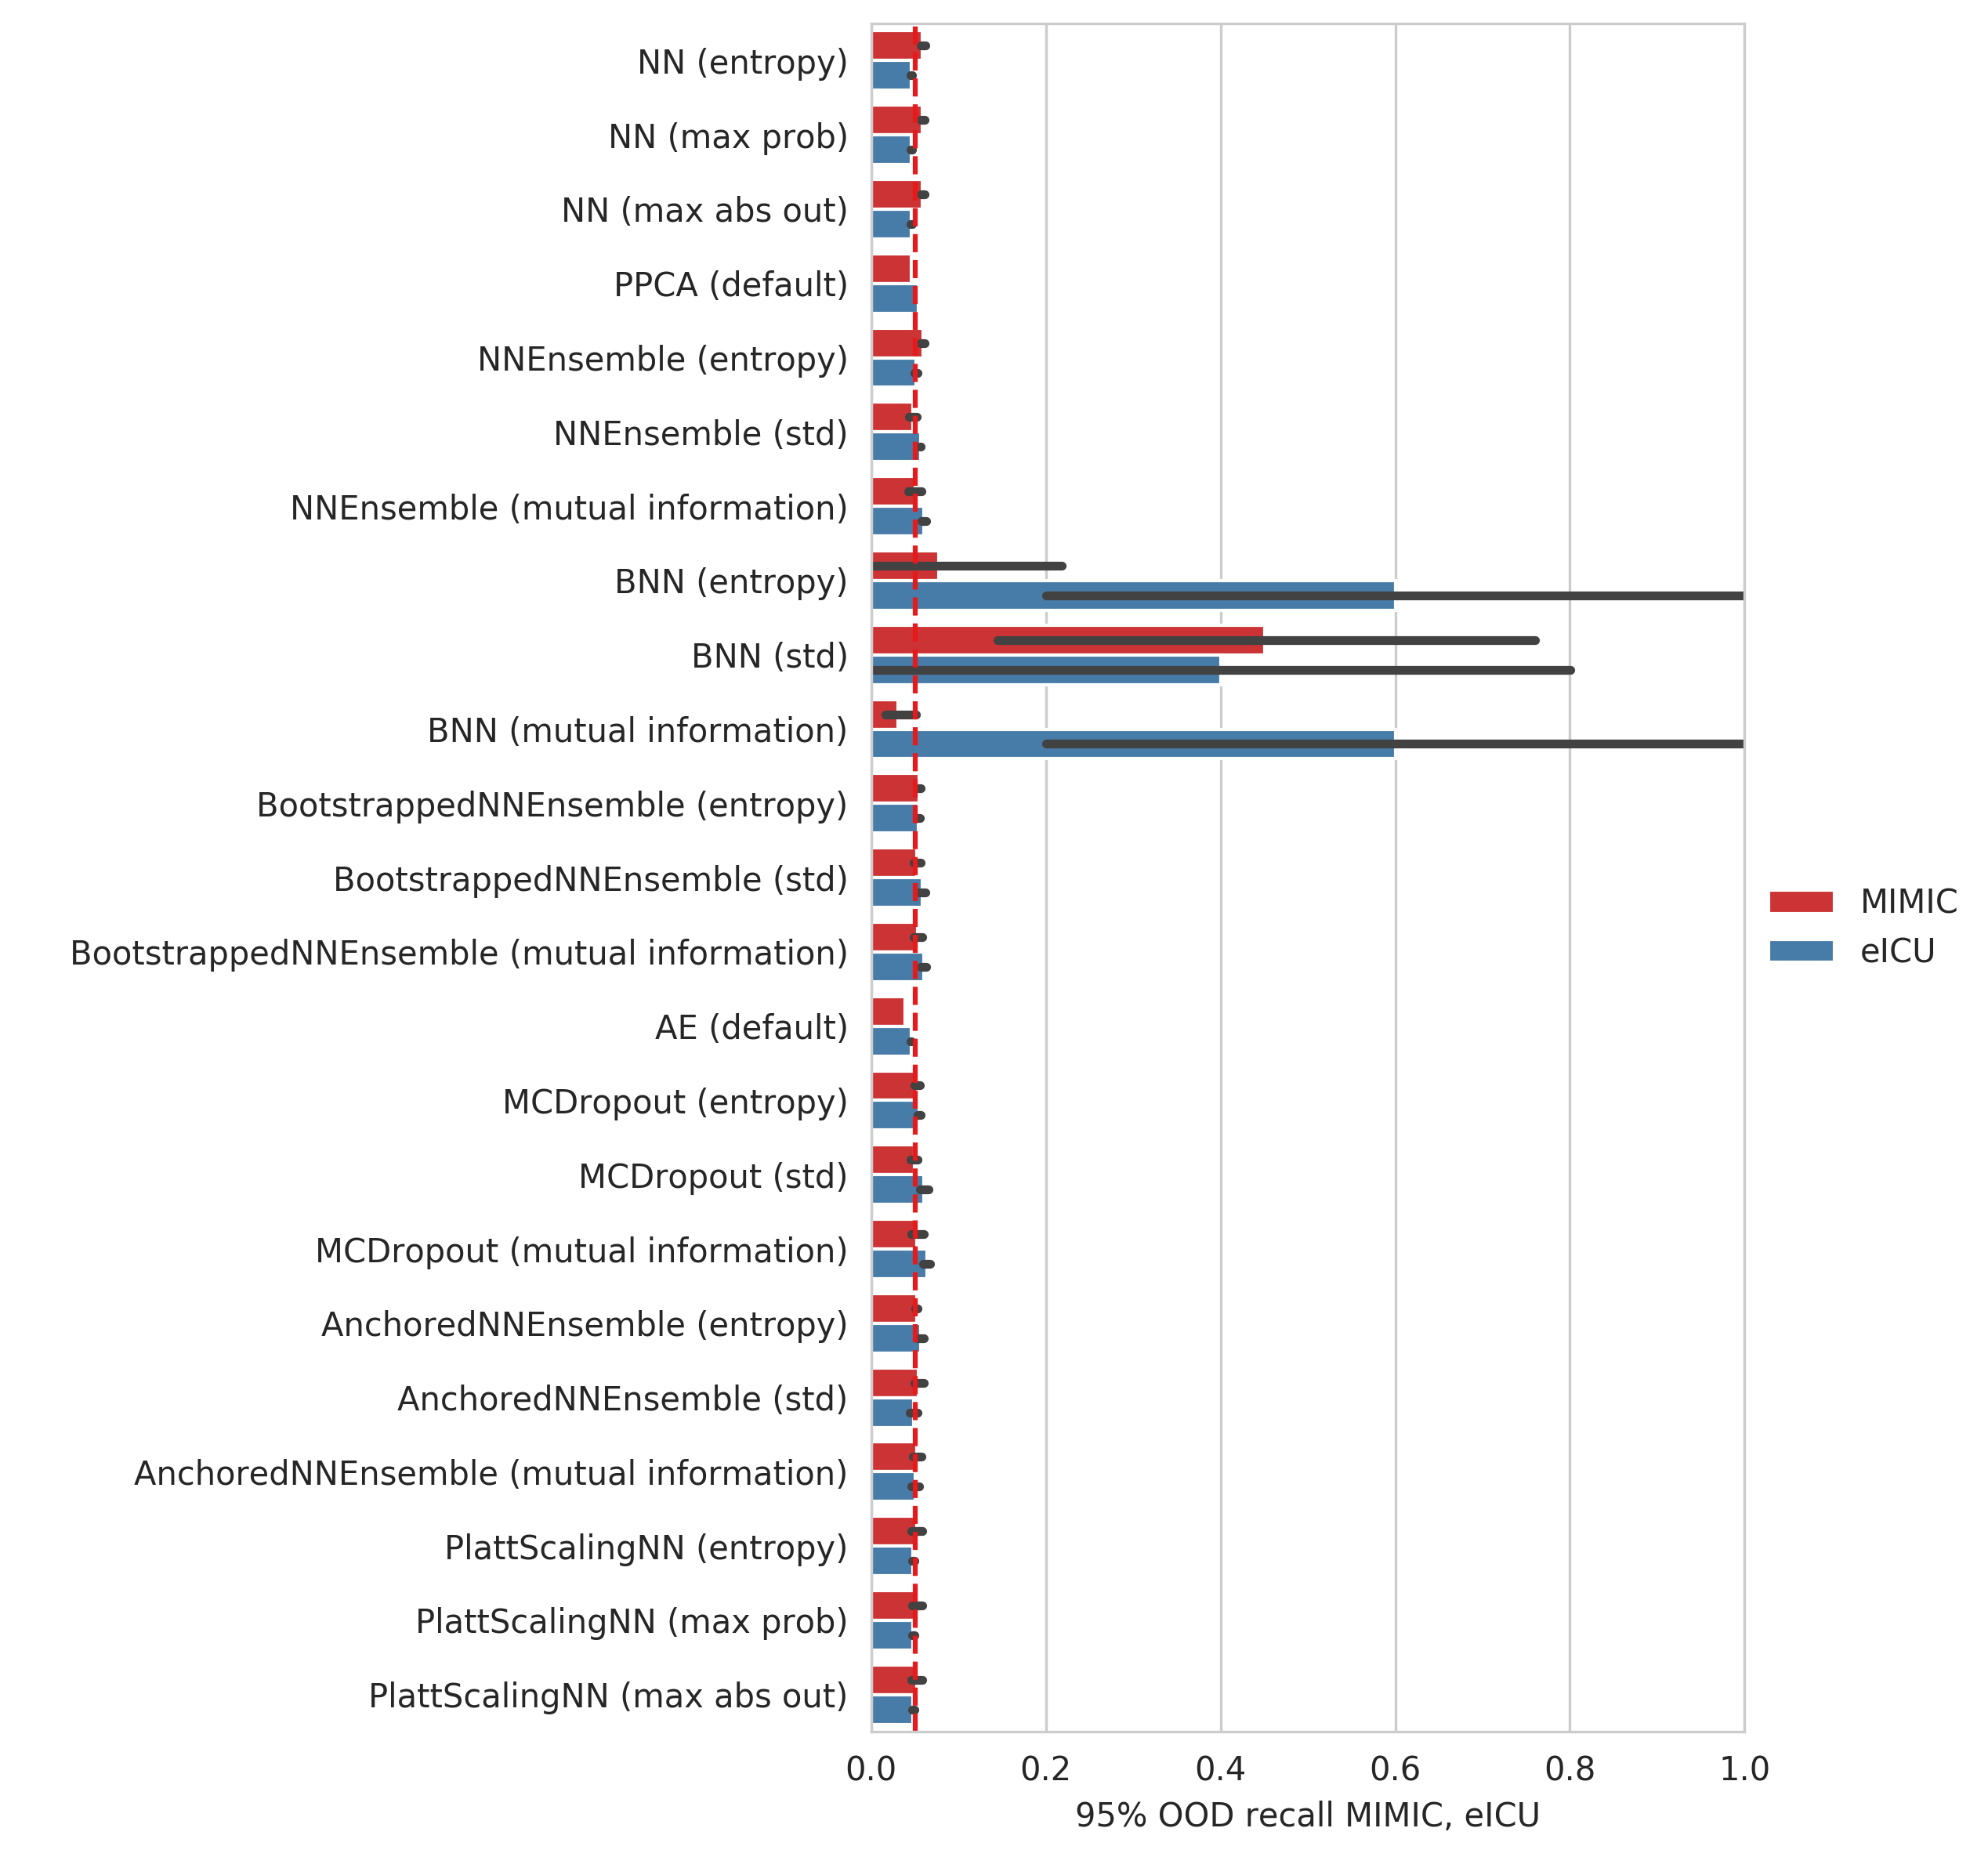 NN (entropy)
NN (max prob)
NN (max abs out)
PPCA (default)
NNEnsemble (entropy)
NNEnsemble (std)
NNEnsemble (mutual information)
BNN (entropy)
BNN (std)
BNN (mutual information)
BootstrappedNNEnsemble (entropy)
BootstrappedNNEnsemble (std)
BootstrappedNNEnsemble (mutual information)
AE (default)
MCDropout (entropy)
MCDropout (std)
MCDropout (mutual information)
AnchoredNNEnsemble (entropy)
AnchoredNNEnsemble (std)
AnchoredNNEnsemble (mutual information)
PlattScalingNN (entropy)
PlattScalingNN (max prob)
PlattScalingNN (max abs out)
0.0 0.2 0.4 0.6 0.8 1.0
95% OOD recall MIMIC, eICU
MIMIC
eICU